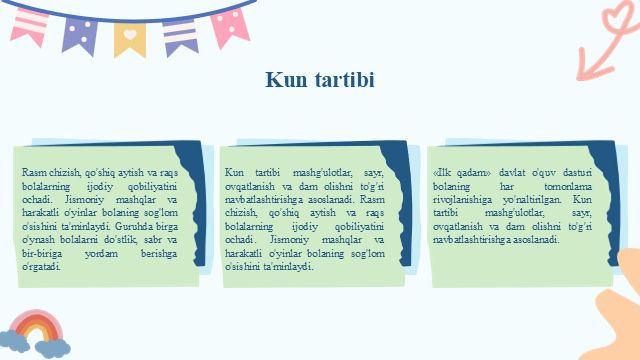 Kun tartibi
Rasm chizish, qo'shiq aytish va raqs
bolalarning ijodiy qobiliyatini
ochadi. Jismoniy mashqlar va
harakatli o'yinlar bolaning sog'lom
o'sishini ta'minlaydi. Guruhda birga
o'ynash bolalarni do'stlik, sabr va
bir-biriga yordam berishga
o'rgatadi.
Kun tartibi mashg'ulotlar, sayr,
ovqatlanish va dam olishni to'g'ri
navbatlashtirishga asoslanadi. Rasm
chizish, qo'shiq aytish va raqs
bolalarning ijodiy qobiliyatini
ochadi. Jismoniy mashqlar va
harakatli o'yinlar bolaning sog'lom
o'sishini ta'minlaydi.
«Ilk qadam» davlat o'quv dasturi
bolaning har tomonlama
rivojlanishiga yo'naltirilgan. Kun
tartibi mashg'ulotlar, sayr,
ovqatlanish va dam olishni to'g'ri
navbatlashtirishga asoslanadi.